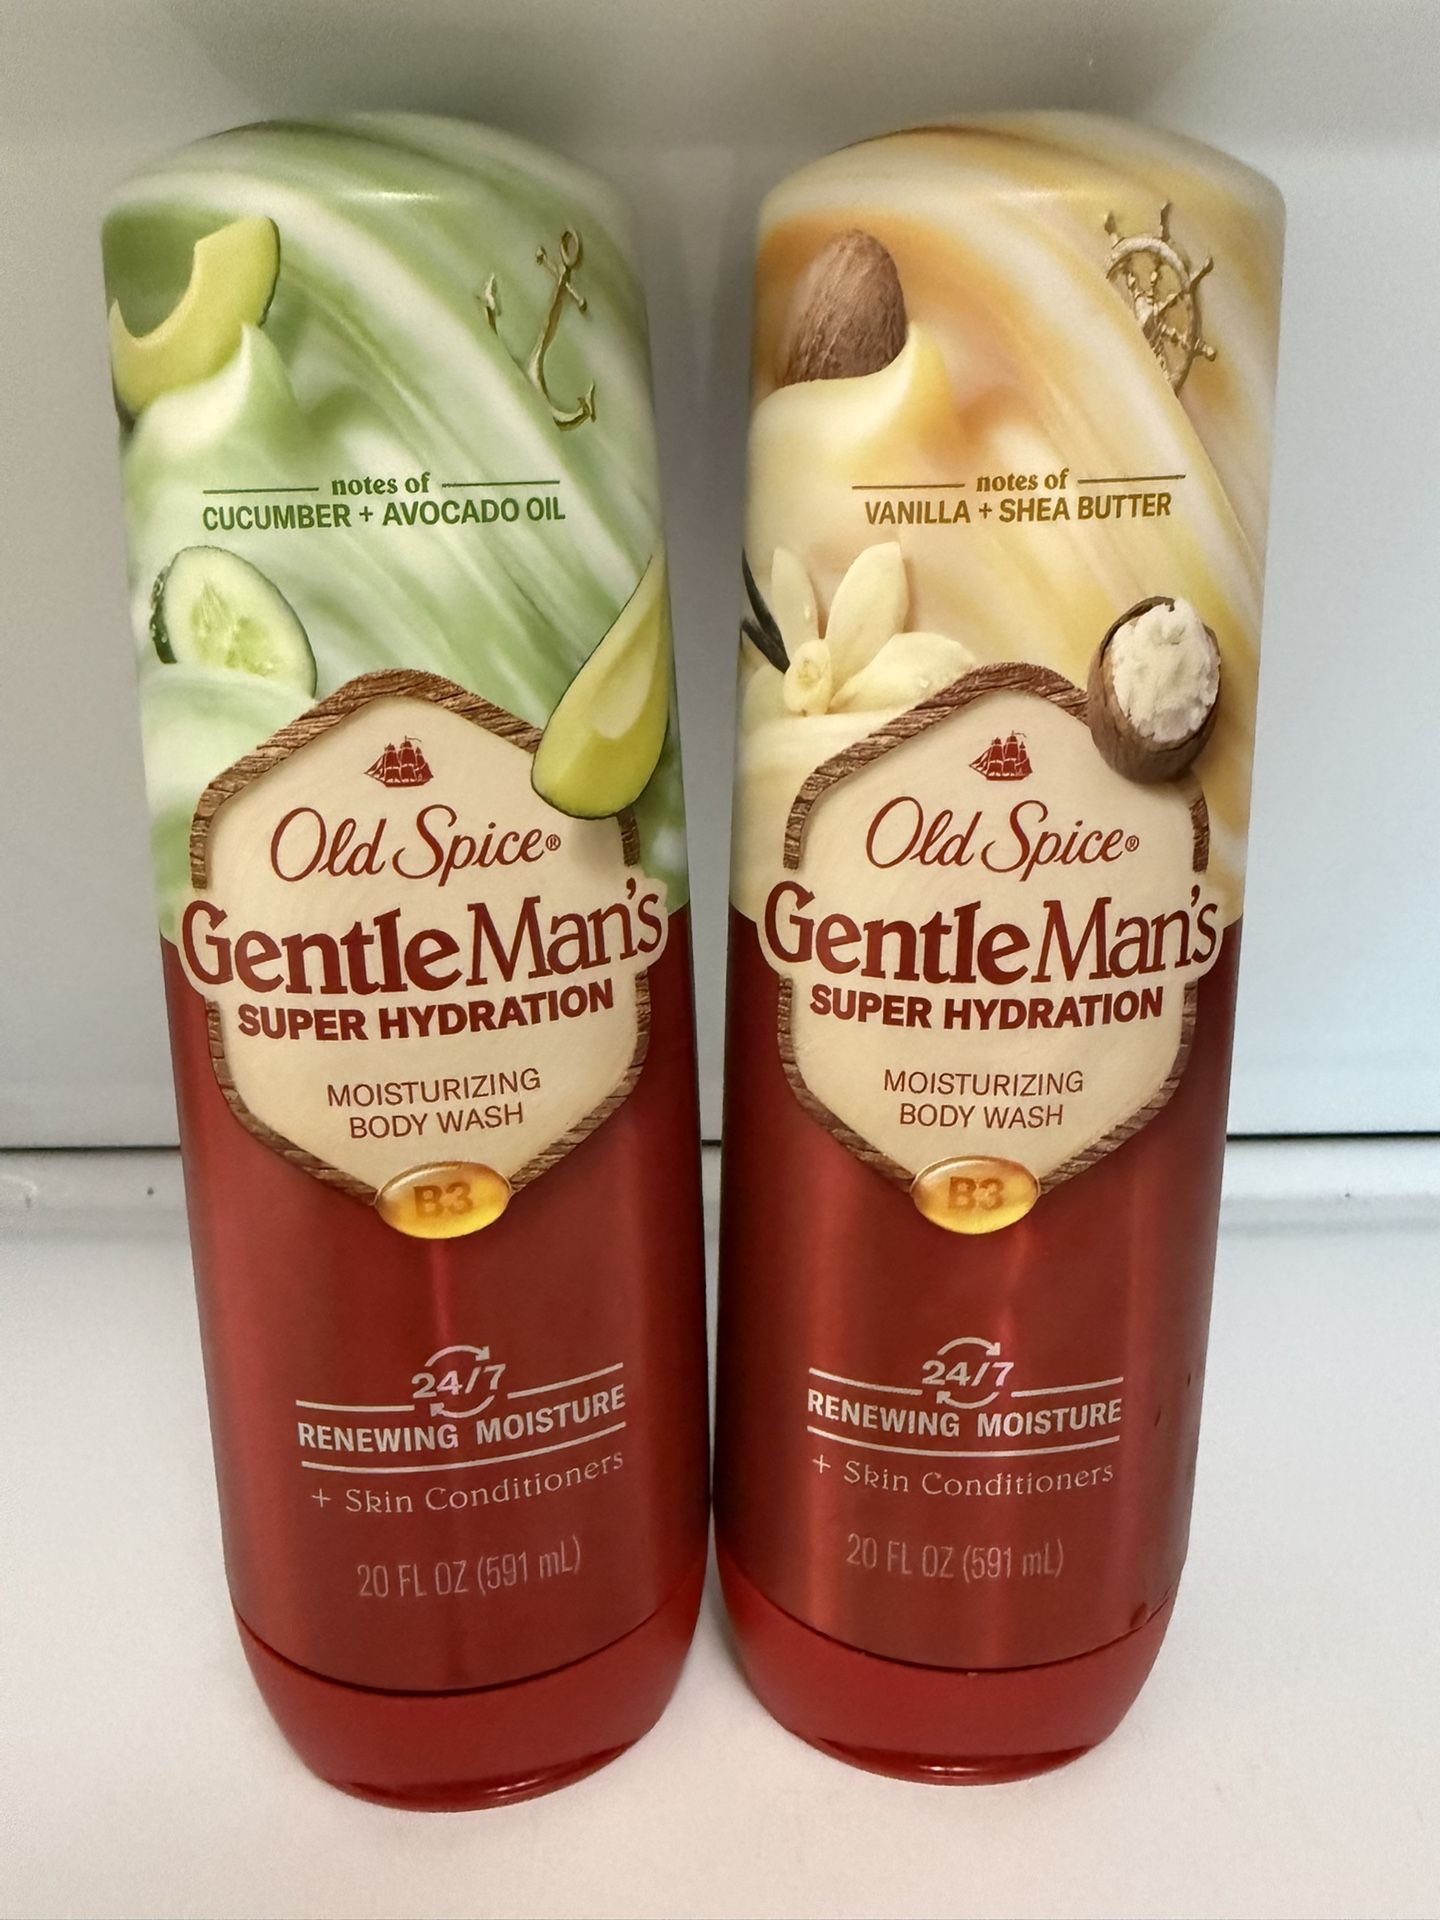 notes of
CUCUMBER + AVOCADO OIL
Old Spice®
GentleMan's
SUPER HYDRATION
MOISTURIZING
BODY WASH
B3
24/7
RENEWING MOISTURE
+ Skin Conditioners
20 FL OZ (591 mL)
notes of
VANILLA + SHEA BUTTER
Old Spice®
GentleMan's
SUPER HYDRATION
MOISTURIZING
BODY WASH
B3
24/7
RENEWING MOISTURE
+ Skin Conditioners
20 FL OZ (591 mL)